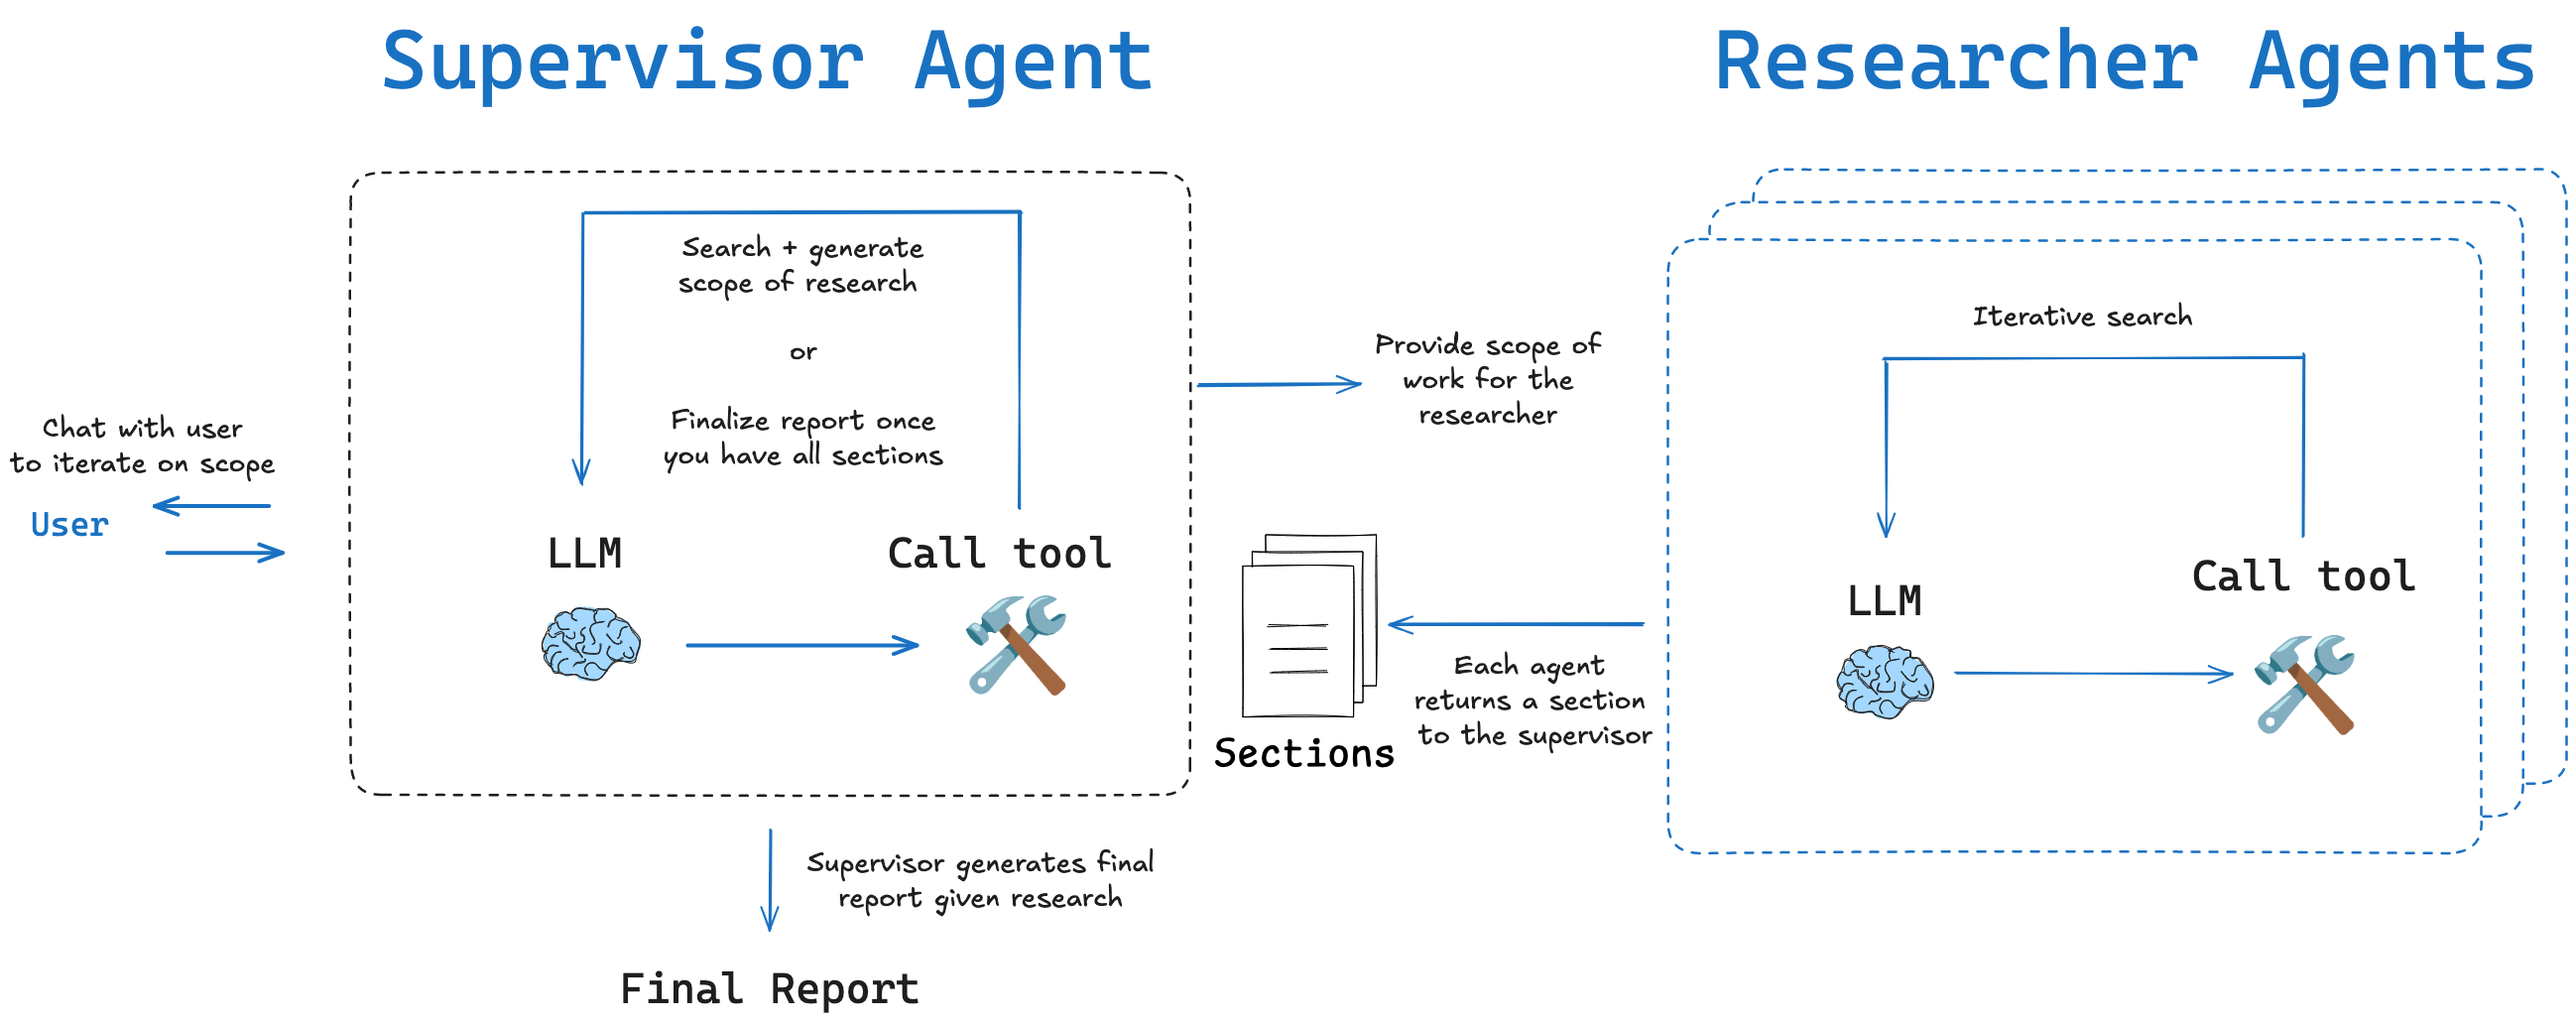 Supervisor Agent
Researcher Agents
Search + generate
scope of research
or
Finalize report once
you have all sections
LLM
Call tool
Chat with user
to iterate on scope
User
Provide scope of
work for the
researcher
Sections
Each agent
returns a section
to the supervisor
Iterative search
LLM
Call tool
Supervisor generates final
report given research
Final Report